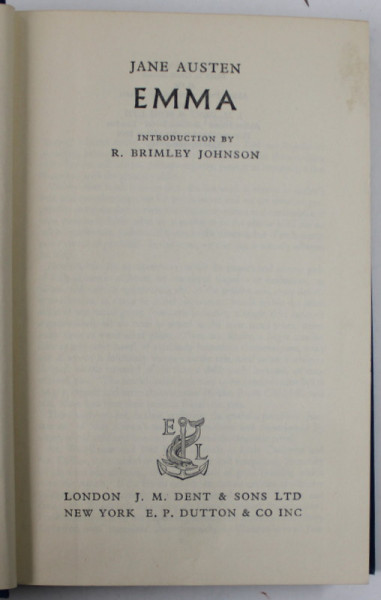 JANE AUSTEN
EMMA
INTRODUCTION BY
R. BRIMLEY JOHNSON
E L
LONDON J. M. DENT & SONS LTD
NEW YORK E. P. DUTTON & CO INC